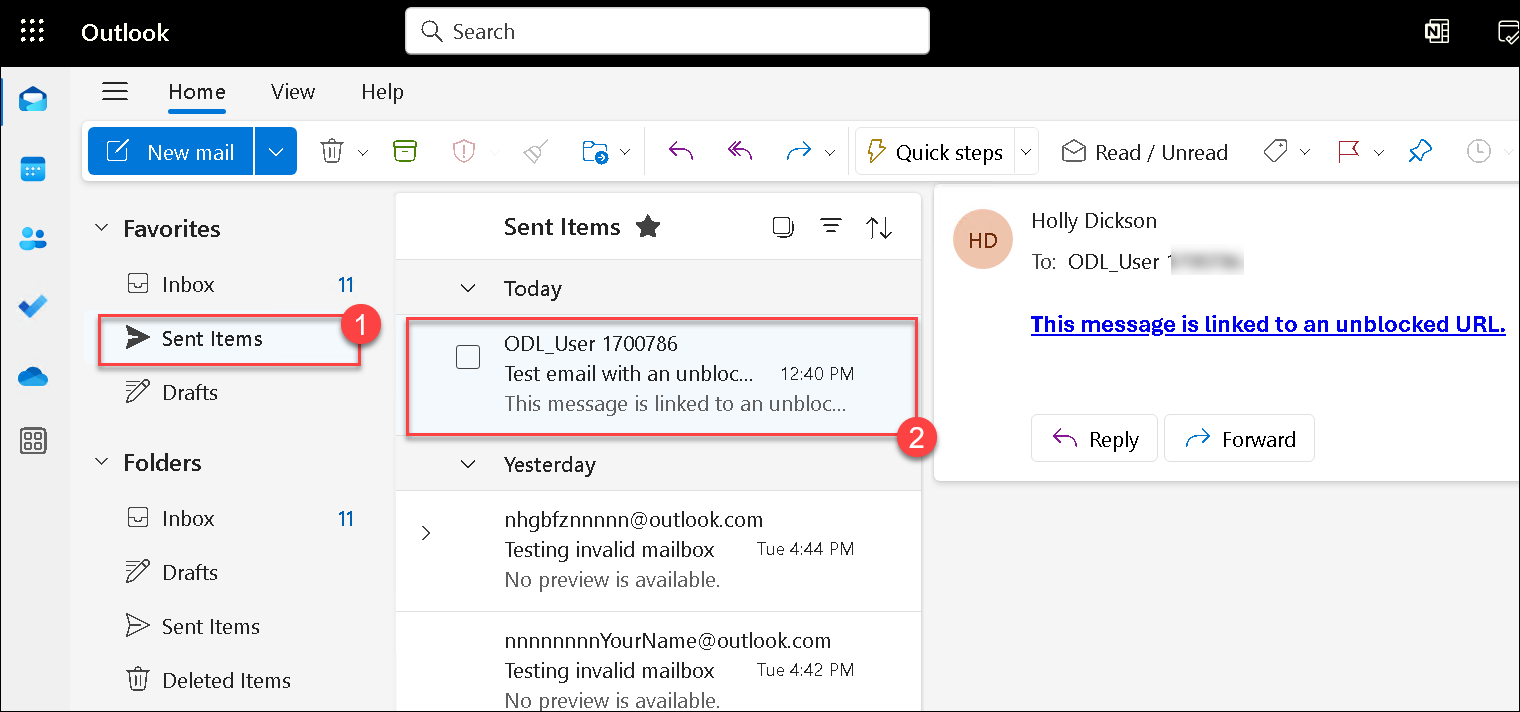 Outlook
Search
Home View Help
New mail
Quick steps
Read / Unread
Favorites
Inbox 11
Sent Items
1
Drafts
Folders
Inbox 11
Drafts
Sent Items
Deleted Items
Sent Items
Today
ODL_User 1700786
Test email with an unbloc... 12:40 PM
This message is linked to an unbloc...
2
Yesterday
nhgbfznnnnn@outlook.com
Testing invalid mailbox Tue 4:44 PM
No preview is available.
nnnnnnnnYourName@outlook.com
Testing invalid mailbox Tue 4:42 PM
No preview is available.
HD
Holly Dickson
To: ODL_User
This message is linked to an unblocked URL.
Reply
Forward